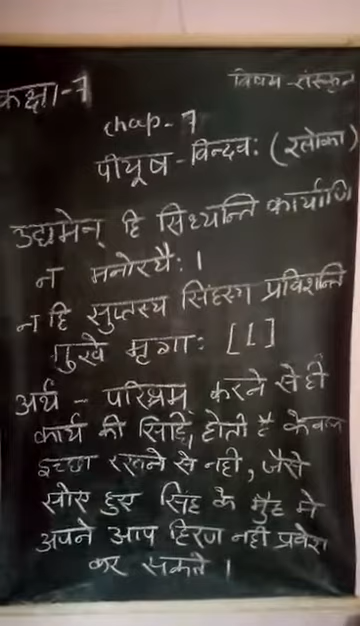 कक्षा-7
विषय-संस्कृत
chap-7
पीयूष-विन्दवः (श्लोका)
उद्यमेन् हि सिध्यन्ति कार्याणि
न मनोरथैः।
न हि सुप्तस्य सिंहस्य प्रविशन्ति
मुखे मृगाः [1]
अर्थ - परिश्रम करने से ही
कार्य की सिद्दि, होती है केवल
इच्छा रखने से नही, जैसे
सोए हुए सिंह के मुँह मे
अपने आप हिरण नही प्रवेश
कर सकते।